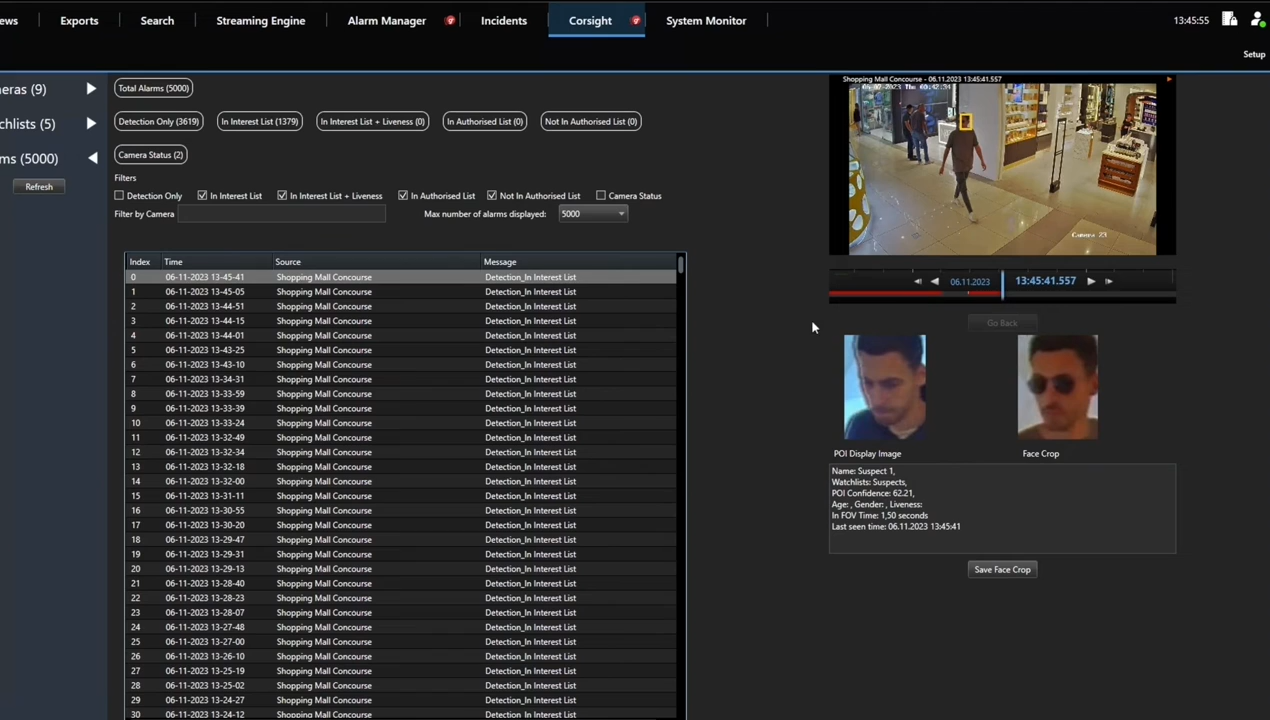 ews Exports Search Streaming Engine Alarm Manager Incidents Corsight System Monitor 13:45:55
Setup
eras (9)
chlists (5)
ms (5000)
Refresh
Total Alarms (5000)
Detection Only (3619) In Interest List (1379) In Interest List + Liveness (0) In Authorised List (0) Not In Authorised List (0)
Camera Status (2)
Filters
Detection Only In Interest List In Interest List + Liveness In Authorised List Not In Authorised List Camera Status
Filter by Camera Max number of alarms displayed: 5000
Index Time Source Message
0 06-11-2023 13-45-41 Shopping Mall Concourse Detection_In Interest List
1 06-11-2023 13-45-05 Shopping Mall Concourse Detection_In Interest List
2 06-11-2023 13-44-51 Shopping Mall Concourse Detection_In Interest List
3 06-11-2023 13-44-15 Shopping Mall Concourse Detection_In Interest List
4 06-11-2023 13-44-01 Shopping Mall Concourse Detection_In Interest List
5 06-11-2023 13-43-25 Shopping Mall Concourse Detection_In Interest List
6 06-11-2023 13-43-10 Shopping Mall Concourse Detection_In Interest List
7 06-11-2023 13-34-31 Shopping Mall Concourse Detection_In Interest List
8 06-11-2023 13-33-59 Shopping Mall Concourse Detection_In Interest List
9 06-11-2023 13-33-39 Shopping Mall Concourse Detection_In Interest List
10 06-11-2023 13-33-24 Shopping Mall Concourse Detection_In Interest List
11 06-11-2023 13-32-49 Shopping Mall Concourse Detection_In Interest List
12 06-11-2023 13-32-34 Shopping Mall Concourse Detection_In Interest List
13 06-11-2023 13-32-18 Shopping Mall Concourse Detection_In Interest List
14 06-11-2023 13-32-00 Shopping Mall Concourse Detection_In Interest List
15 06-11-2023 13-31-11 Shopping Mall Concourse Detection_In Interest List
16 06-11-2023 13-30-55 Shopping Mall Concourse Detection_In Interest List
17 06-11-2023 13-30-20 Shopping Mall Concourse Detection_In Interest List
18 06-11-2023 13-29-47 Shopping Mall Concourse Detection_In Interest List
19 06-11-2023 13-29-31 Shopping Mall Concourse Detection_In Interest List
20 06-11-2023 13-29-13 Shopping Mall Concourse Detection_In Interest List
21 06-11-2023 13-28-40 Shopping Mall Concourse Detection_In Interest List
22 06-11-2023 13-28-23 Shopping Mall Concourse Detection_In Interest List
23 06-11-2023 13-28-07 Shopping Mall Concourse Detection_In Interest List
24 06-11-2023 13-27-48 Shopping Mall Concourse Detection_In Interest List
25 06-11-2023 13-27-00 Shopping Mall Concourse Detection_In Interest List
26 06-11-2023 13-26-10 Shopping Mall Concourse Detection_In Interest List
27 06-11-2023 13-25-19 Shopping Mall Concourse Detection_In Interest List
28 06-11-2023 13-25-02 Shopping Mall Concourse Detection_In Interest List
29 06-11-2023 13-24-27 Shopping Mall Concourse Detection_In Interest List
30 06-11-2023 13-24-12 Shopping Mall Concourse Detection_In Interest List
Shopping Mall Concourse - 06.11.2023 13:45:41.557
Thu
Camera 23
06.11.2023 13:45:41.557
Go Back
POI Display Image Face Crop
Name: Suspect 1,
Watchlists: Suspects,
POI Confidence: 62.21,
Age: , Gender: , Liveness:
In FOV Time: 1,50 seconds
Last seen time: 06.11.2023 13:45:41
Save Face Crop